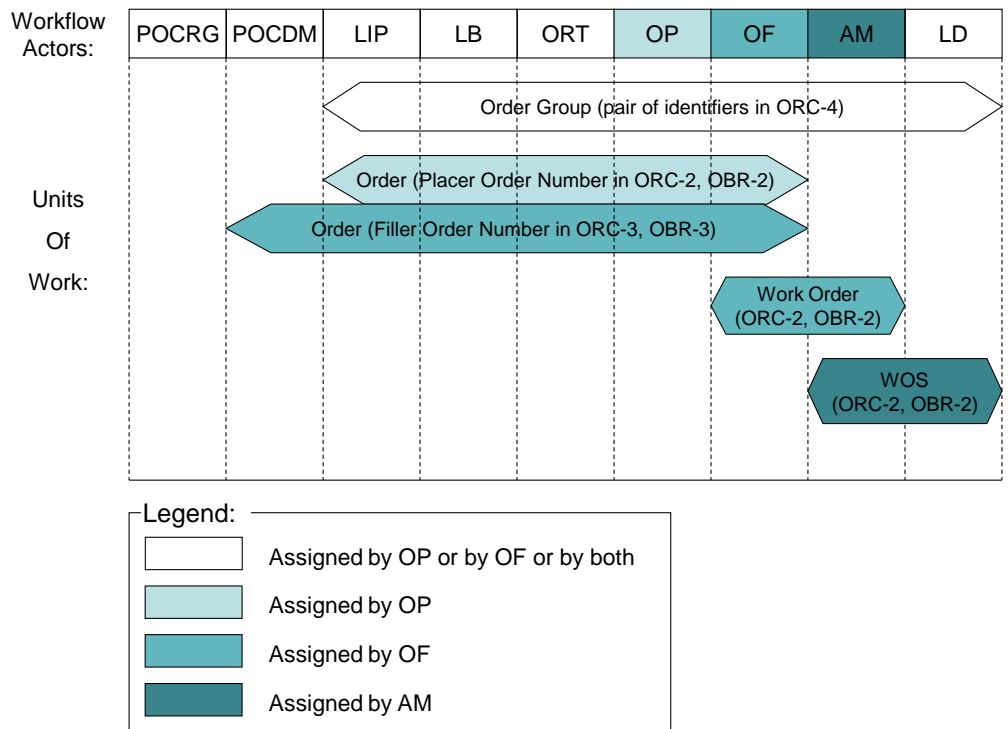 Workflow
Actors:
POCRG POCDM LIP LB ORT OP OF AM LD
Order Group (pair of identifiers in ORC-4)
Order (Placer Order Number in ORC-2, OBR-2)
Order (Filler Order Number in ORC-3, OBR-3)
Units
Of
Work:
Work Order
(ORC-2, OBR-2)
WOS
(ORC-2, OBR-2)
Legend:
Assigned by OP or by OF or by both
Assigned by OP
Assigned by OF
Assigned by AM